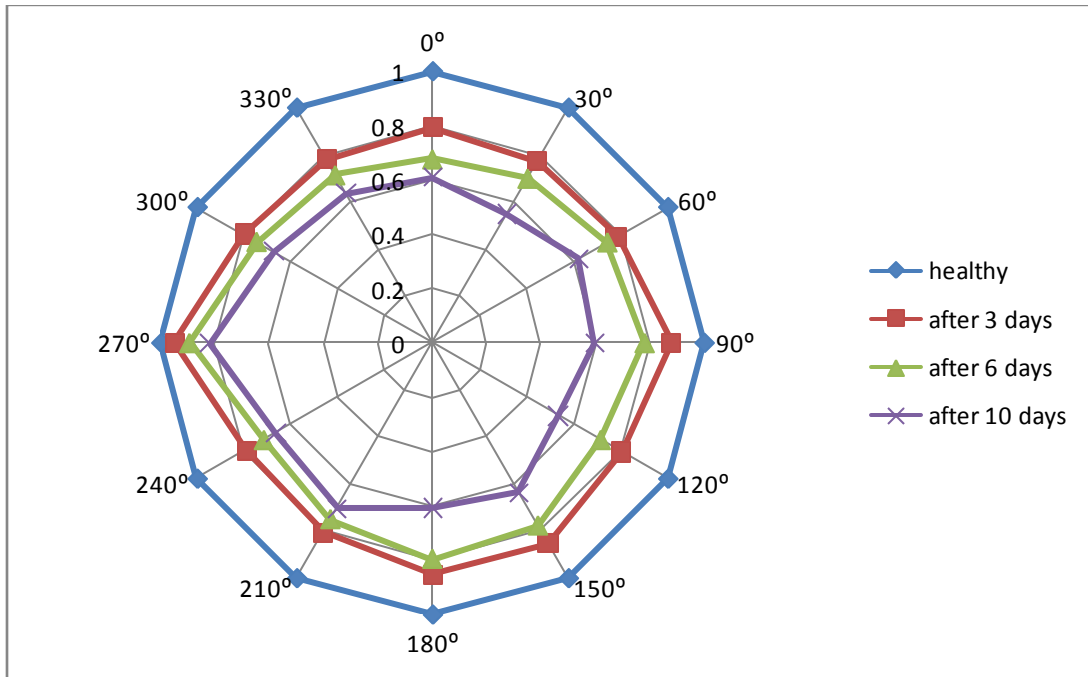 0º
30º
60º
90º
120º
150º
180º
210º
240º
270º
300º
330º
1
0.8
0.6
0.4
0.2
0
healthy
after 3 days
after 6 days
after 10 days